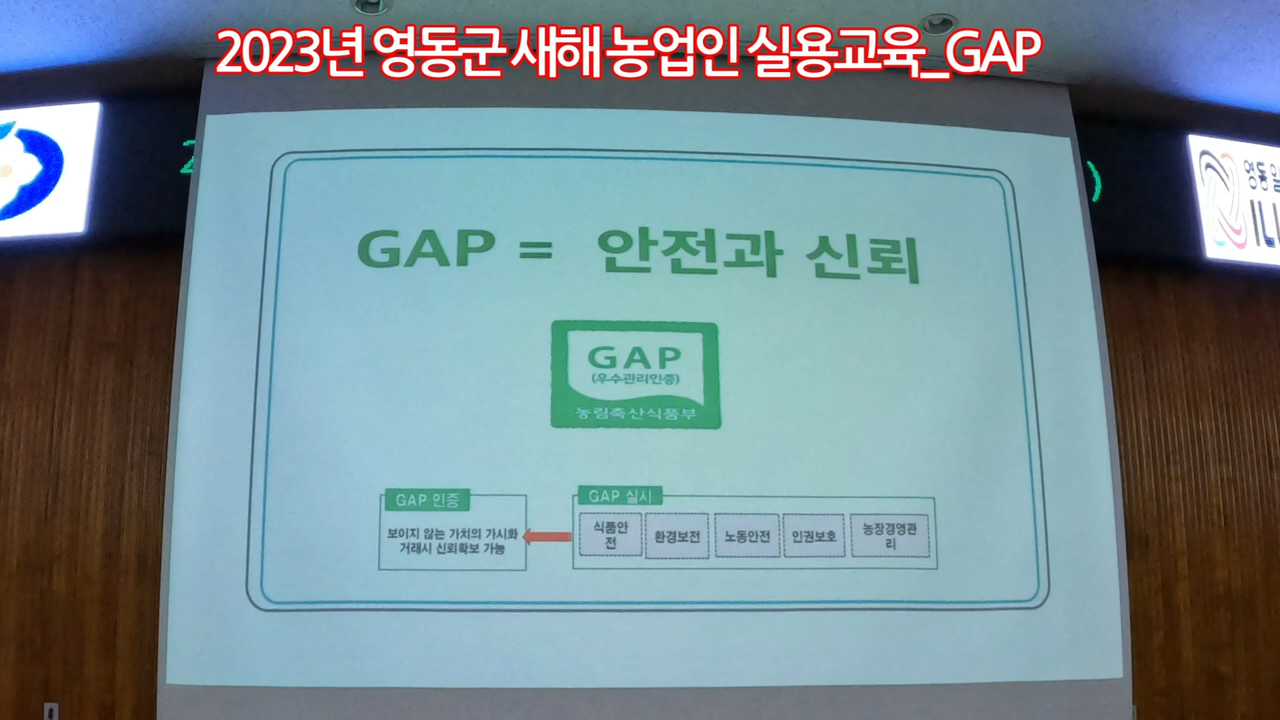 2023년 영동군 새해 농업인 실용교육_GAP
영동
GAP = 안전과 신뢰
GAP
(우수관리인증)
농림축산식품부
GAP 인증
보이지 않는 가치의 가시화
거래시 신뢰확보 가능
GAP 실시
식품안
전
환경보전
노동안전
인권보호
농장경영관
리